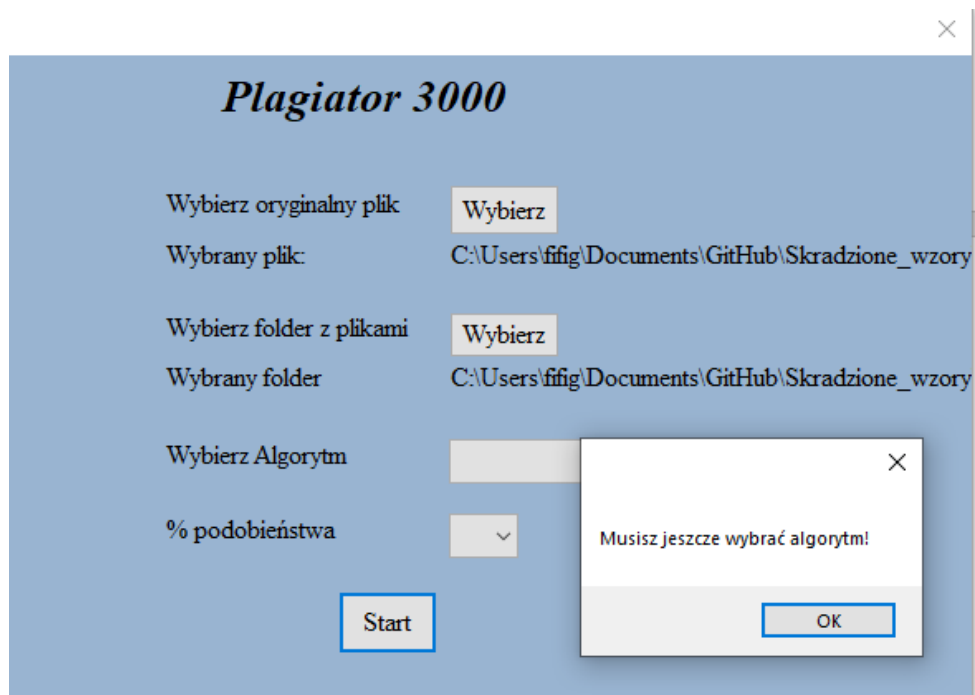 Plagiator 3000
Wybierz oryginalny plik Wybierz
Wybrany plik: C:\Users\fifig\Documents\GitHub\Skradzione_wzory
Wybierz folder z plikami Wybierz
Wybrany folder C:\Users\fifig\Documents\GitHub\Skradzione_wzory
Wybierz Algorytm
% podobieństwa
Musisz jeszcze wybrać algorytm!
Start
OK